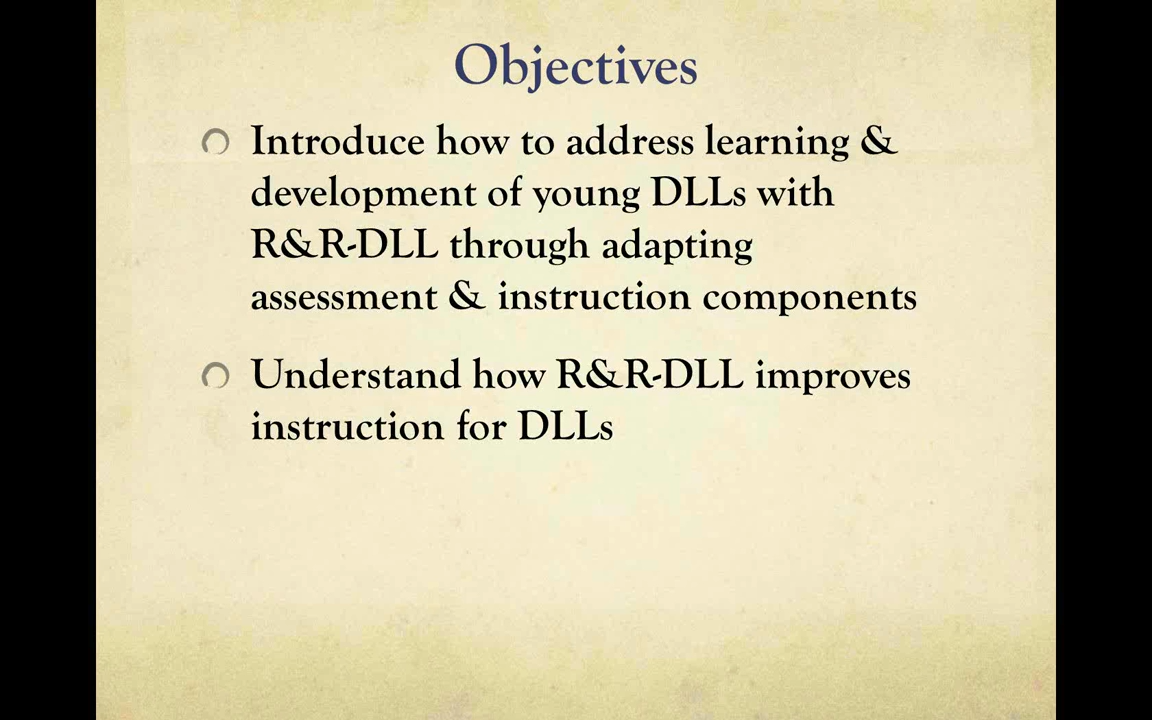 Objectives
Introduce how to address learning &
development of young DLLs with
R&R-DLL through adapting
assessment & instruction components
Understand how R&R-DLL improves
instruction for DLLs